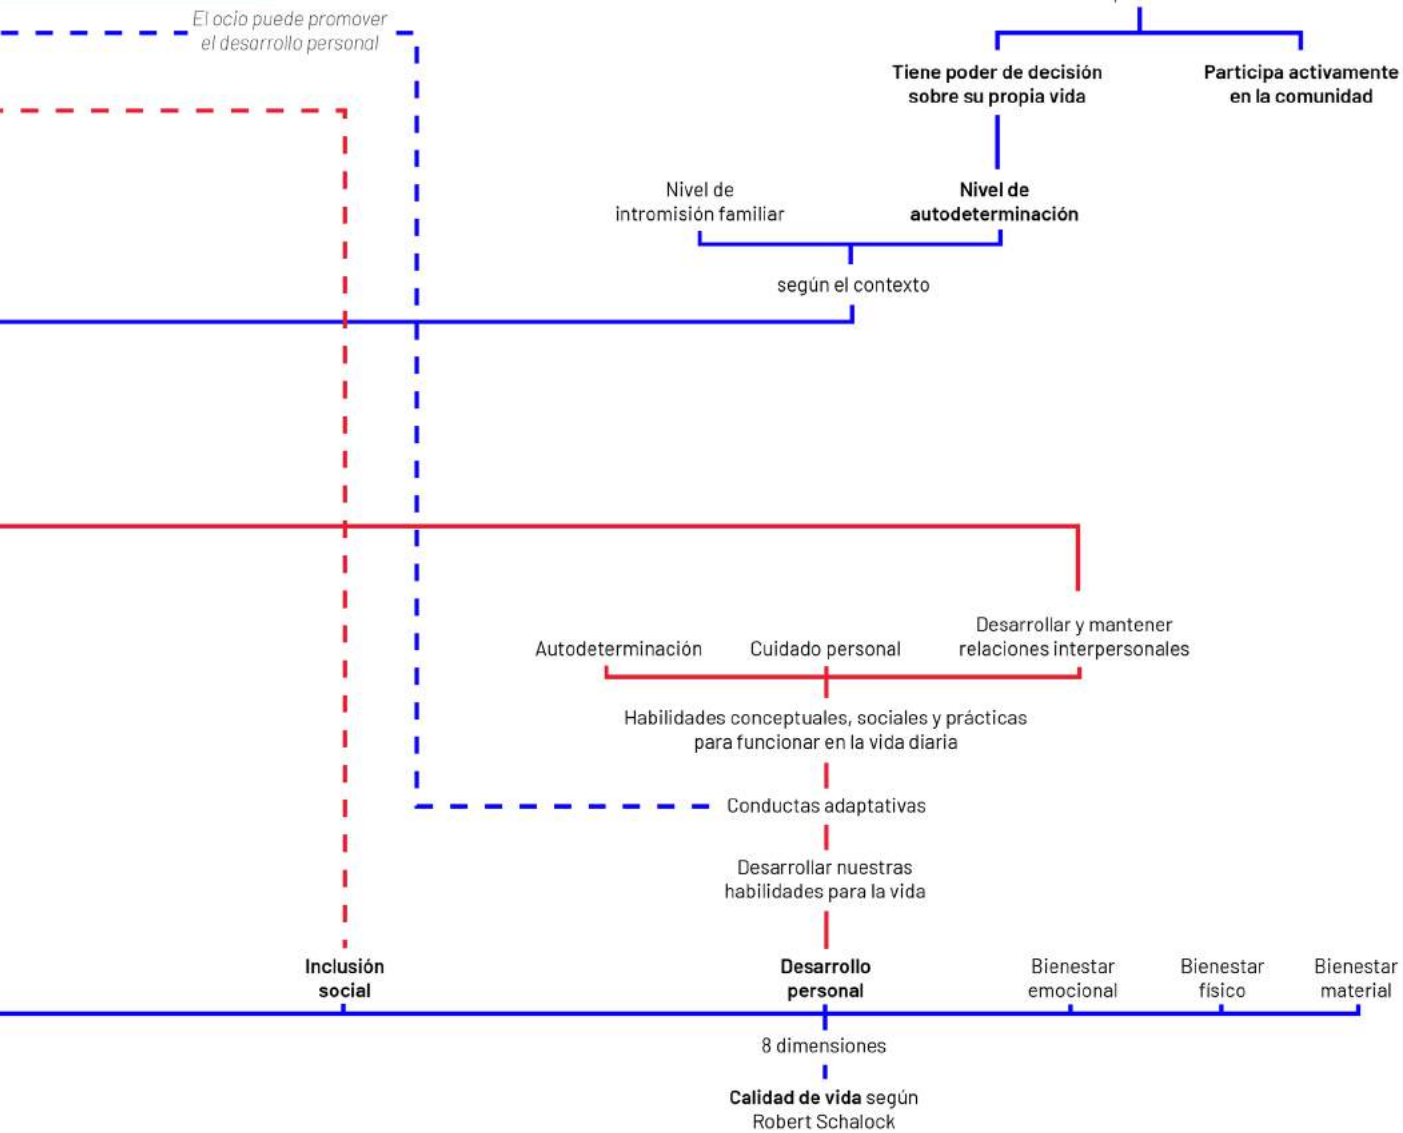 El ocio puede promover
el desarrollo personal
Tiene poder de decisión
sobre su propia vida
Participa activamente
en la comunidad
Nivel de
intromisión familiar
Nivel de
autodeterminación
según el contexto
Autodeterminación
Cuidado personal
Desarrollar y mantener
relaciones interpersonales
Habilidades conceptuales, sociales y prácticas
para funcionar en la vida diaria
Conductas adaptativas
Desarrollar nuestras
habilidades para la vida
Inclusión
social
Desarrollo
personal
Bienestar
emocional
Bienestar
físico
Bienestar
material
8 dimensiones
Calidad de vida según
Robert Schalock